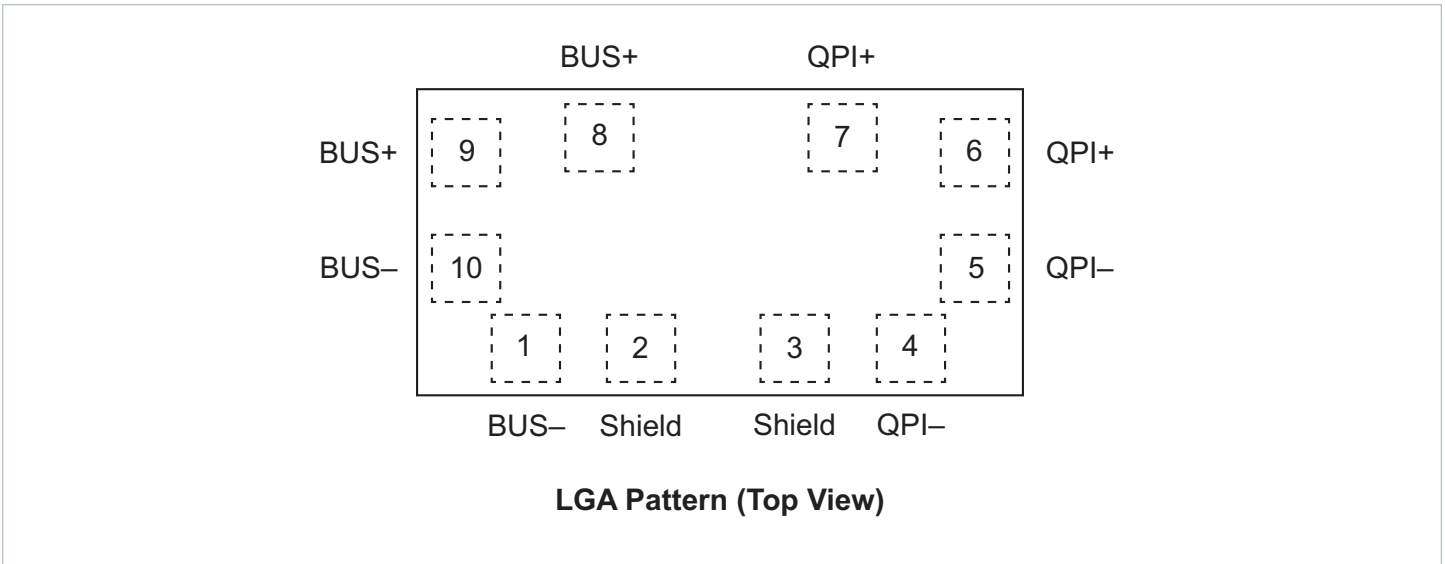 BUS+ QPI+
8 7
BUS+ 9 6 QPI+
BUS– 10 5 QPI–
1 2 3 4
BUS– Shield Shield QPI–
LGA Pattern (Top View)